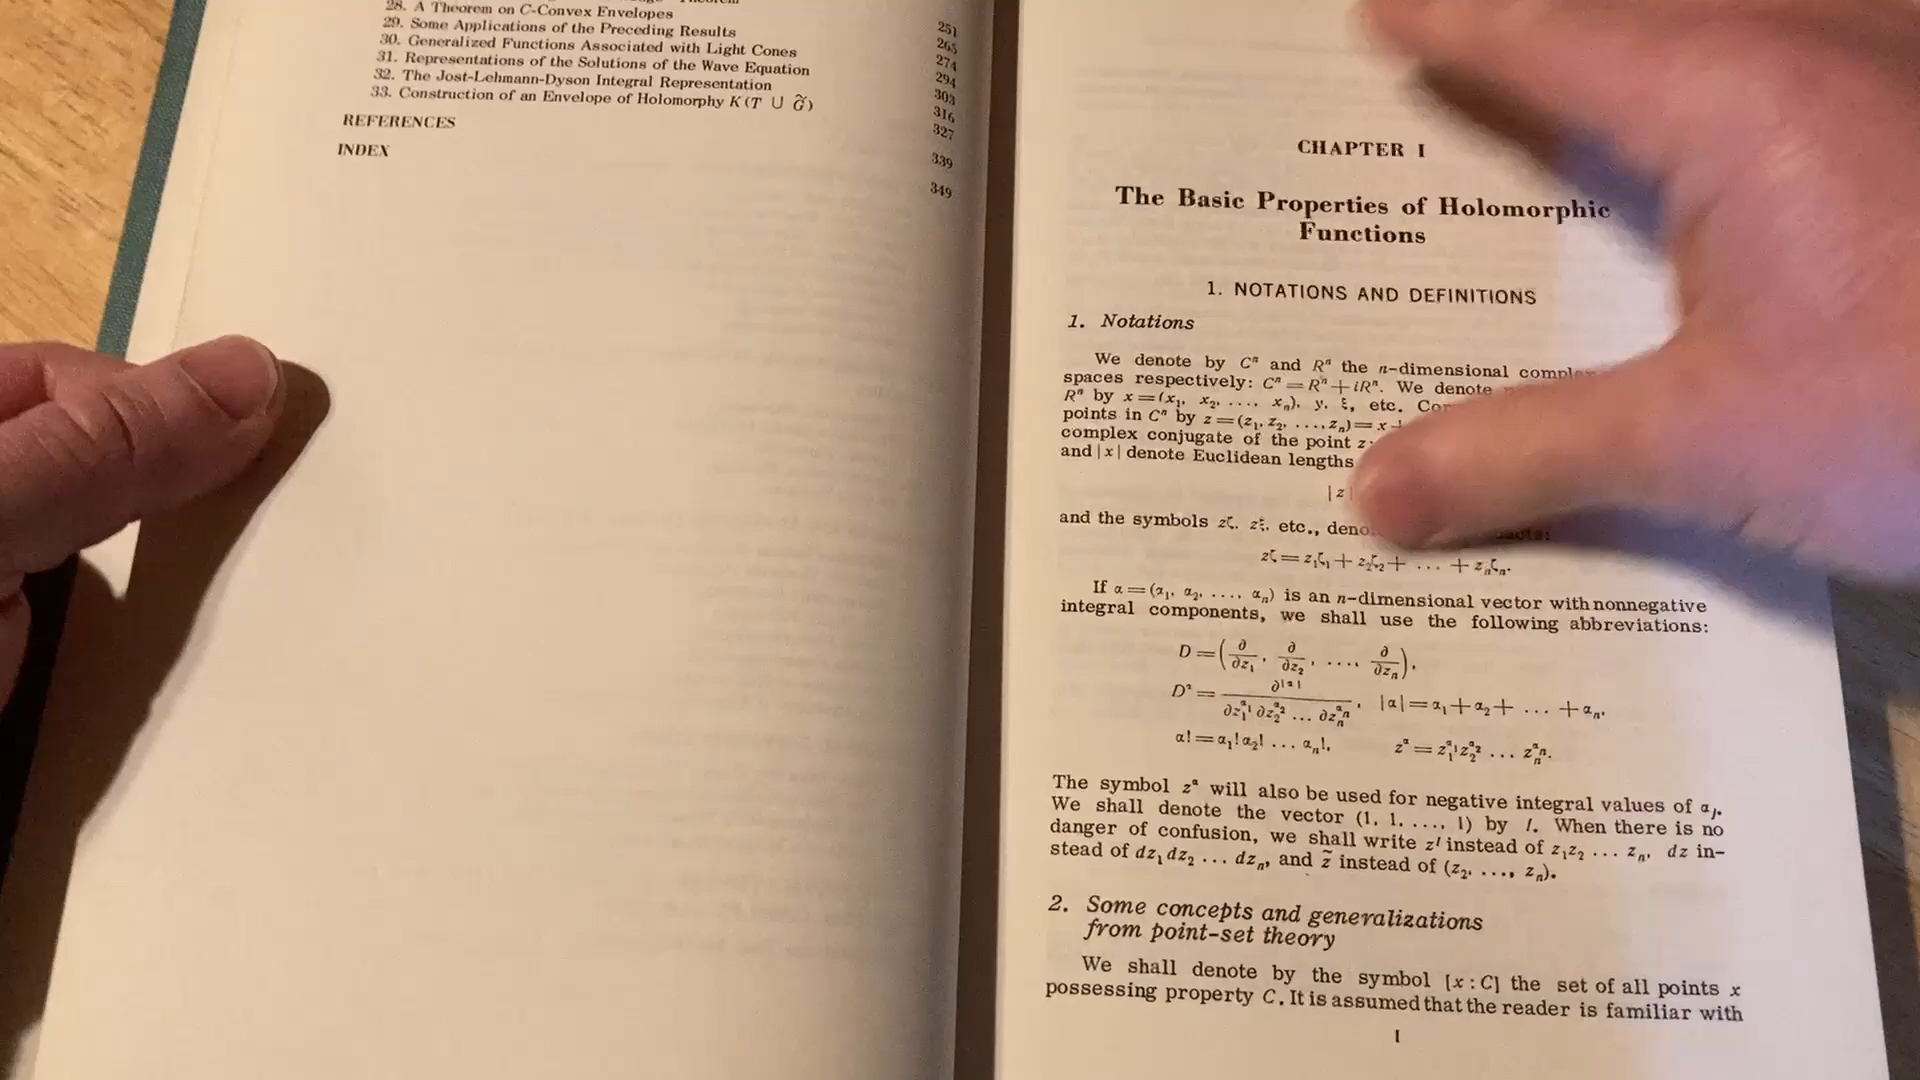 28. A Theorem on C-Convex Envelopes 251
29. Some Applications of the Preceding Results 265
30. Generalized Functions Associated with Light Cones 274
31. Representations of the Solutions of the Wave Equation 294
32. The Jost-Lehmann-Dyson Integral Representation 303
33. Construction of an Envelope of Holomorphy K(T ∪ G̃) 316
327
REFERENCES 339
INDEX 349
CHAPTER I
The Basic Properties of Holomorphic
Functions
1. NOTATIONS AND DEFINITIONS
1. Notations
We denote by Cⁿ and Rⁿ the n-dimensional
spaces respectively: Cⁿ = Rⁿ + iRⁿ. We denote
Rⁿ by x = (x₁, x₂, ..., xₙ), y, ξ, etc.
points in Cⁿ by z = (z₁, z₂, ..., zₙ) = x +
complex conjugate of the point z
and |x| denote Euclidean lengths
|z|
and the symbols zζ, zξ, etc.,
zζ = z₁ζ₁ + z₂ζ₂ + ... + zₙζₙ.
If α = (α₁, α₂, ..., αₙ) is an n-dimensional vector with nonnegative
integral components, we shall use the following abbreviations:
D = (∂/∂z₁, ∂/∂z₂, ..., ∂/∂zₙ),
D^α = ∂^|α| / ∂z₁^α₁ ∂z₂^α₂ ... ∂zₙ^αₙ, |α| = α₁ + α₂ + ... + αₙ,
α! = α₁! α₂! ... αₙ!, z^α = z₁^α₁ z₂^α₂ ... zₙ^αₙ.
The symbol z^α will also be used for negative integral values of αⱼ.
We shall denote the vector (1, 1, ..., 1) by I. When there is no
danger of confusion, we shall write z^I instead of z₁z₂ ... zₙ, dz in-
stead of dz₁dz₂ ... dzₙ, and z̃ instead of (z₂, ..., zₙ).
2. Some concepts and generalizations
from point-set theory
We shall denote by the symbol [x : C] the set of all points x
possessing property C. It is assumed that the reader is familiar with
1